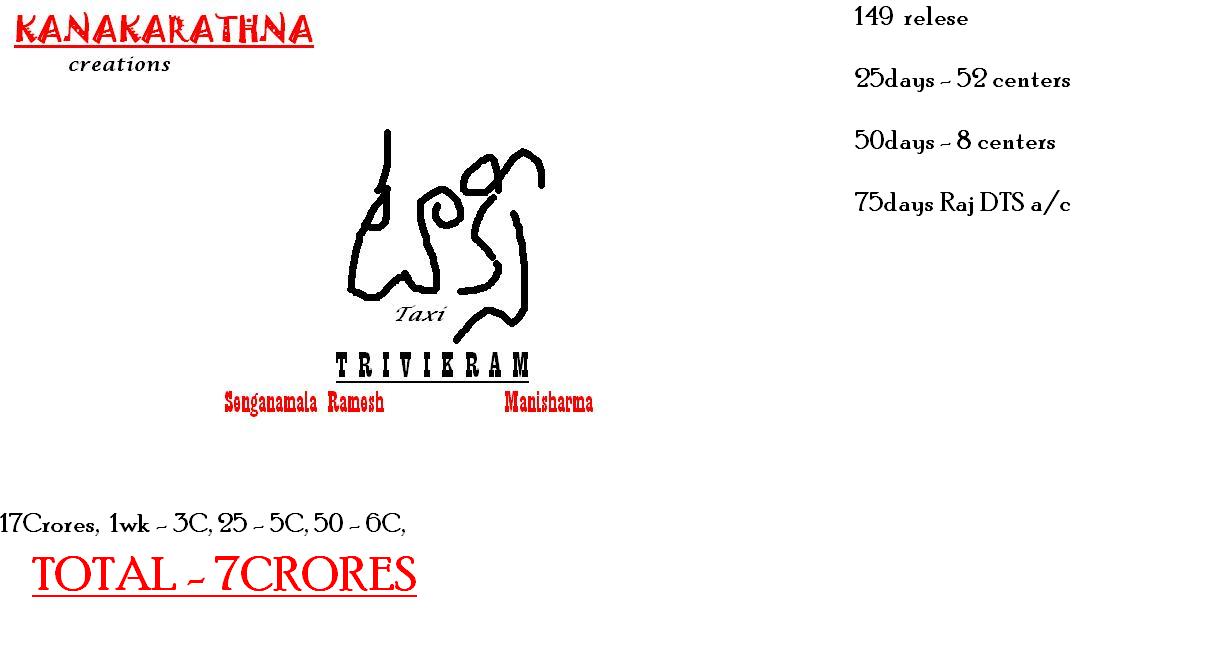 KANAKARATHNA
creations
149 relese
25days - 52 centers
50days - 8 centers
75days Raj DTS a/c
Taxi
TRIVIKRAM
Senganamala Ramesh Manisharma
17Crores, 1wk - 3C, 25 - 5C, 50 - 6C,
TOTAL - 7CRORES